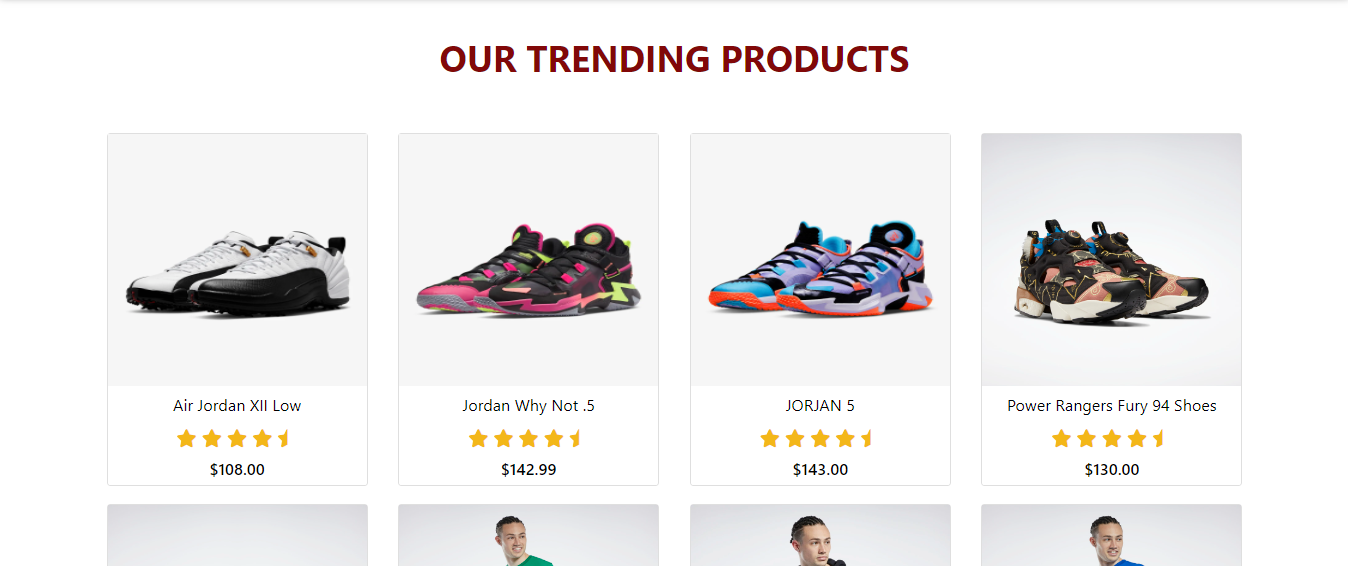 OUR TRENDING PRODUCTS
Air Jordan XII Low
Jordan Why Not .5
JORJAN 5
Power Rangers Fury 94 Shoes
$108.00
$142.99
$143.00
$130.00